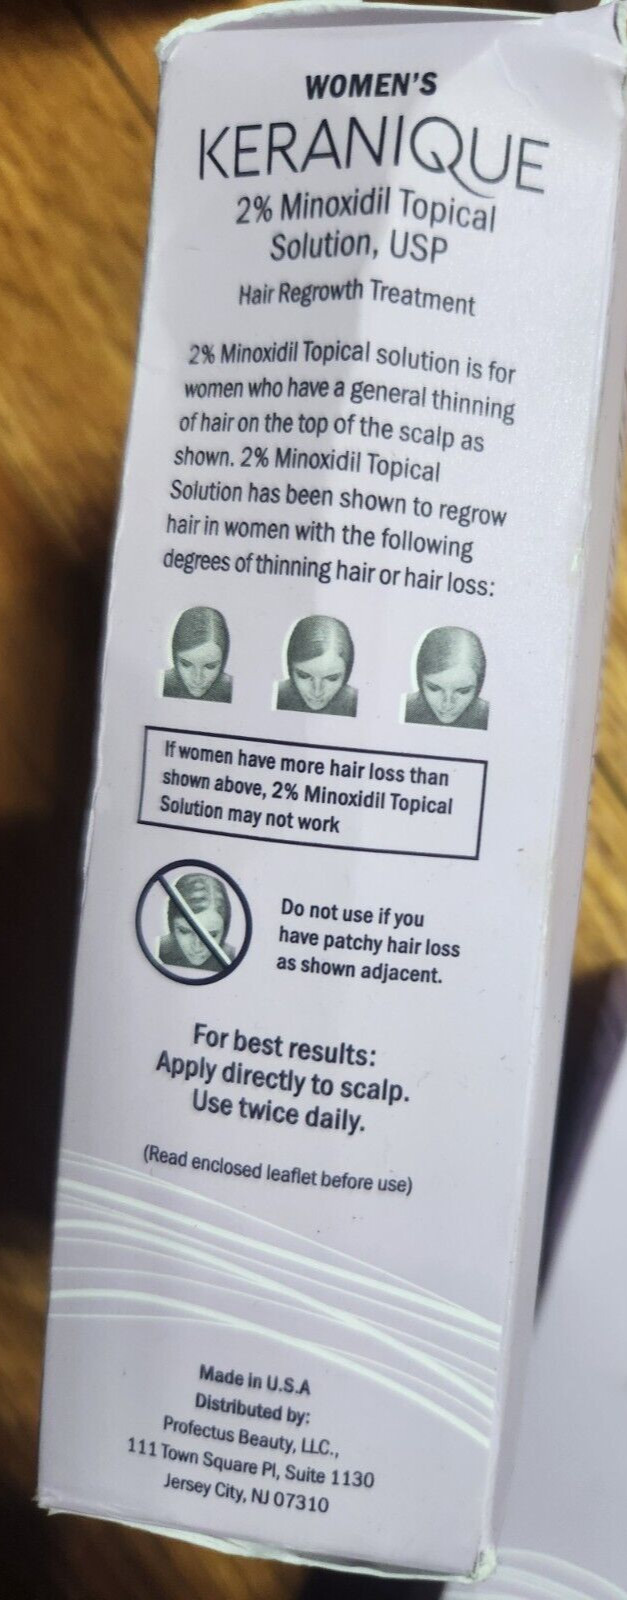 WOMEN'S
KERANIQUE
2% Minoxidil Topical
Solution, USP
Hair Regrowth Treatment
2% Minoxidil Topical solution is for
women who have a general thinning
of hair on the top of the scalp as
shown. 2% Minoxidil Topical
Solution has been shown to regrow
hair in women with the following
degrees of thinning hair or hair loss:
If women have more hair loss than
shown above, 2% Minoxidil Topical
Solution may not work
Do not use if you
have patchy hair loss
as shown adjacent.
For best results:
Apply directly to scalp.
Use twice daily.
(Read enclosed leaflet before use)
Made in U.S.A
Distributed by:
Profectus Beauty, LLC.,
111 Town Square Pl, Suite 1130
Jersey City, NJ 07310